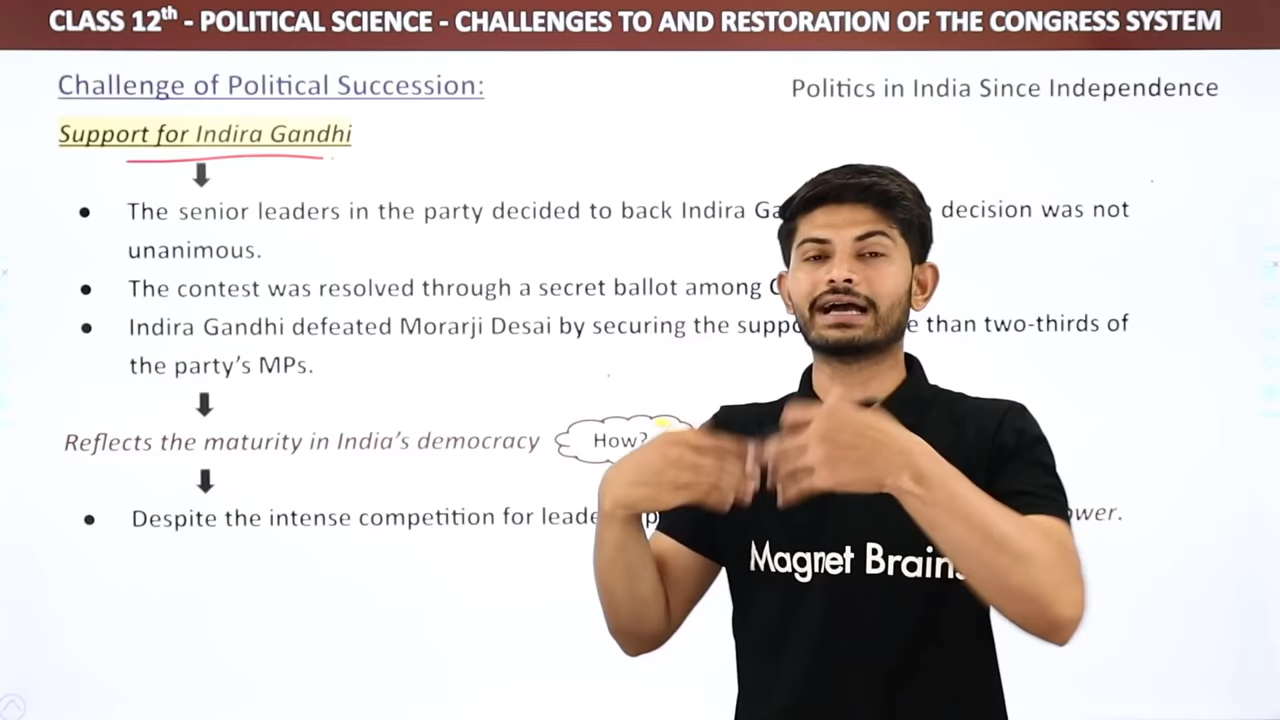 CLASS 12th - POLITICAL SCIENCE - CHALLENGES TO AND RESTORATION OF THE CONGRESS SYSTEM
Challenge of Political Succession:
Politics in India Since Independence
Support for Indira Gandhi
● The senior leaders in the party decided to back Indira decision was not
unanimous.
● The contest was resolved through a secret ballot among
● Indira Gandhi defeated Morarji Desai by securing the than two-thirds of
the party's MPs.
Reflects the maturity in India's democracy
How?
● Despite the intense competition for
Magnet Brains